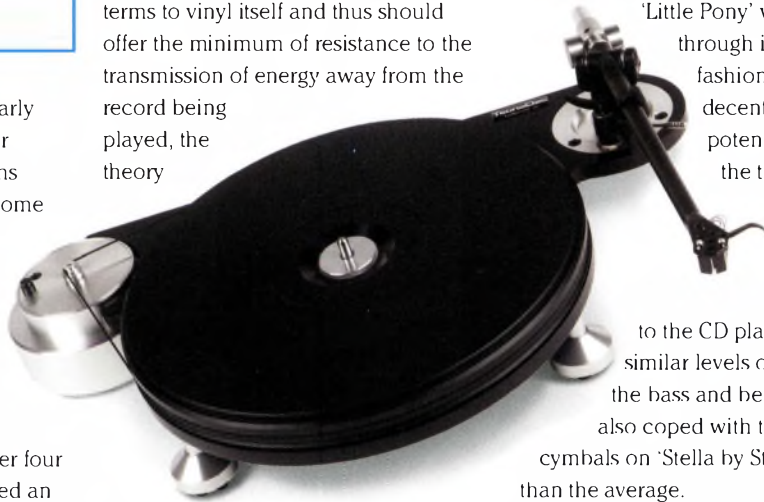 arly
r
ns
ome
er four
ed an
terms to vinyl itself and thus should
offer the minimum of resistance to the
transmission of energy away from the
record being
played, the
theory
'Little Pony' w
through i
fashion
decent
poten
the t
to the CD pla
similar levels o
the bass and be
also coped with t
cymbals on 'Stella by St
than the average.